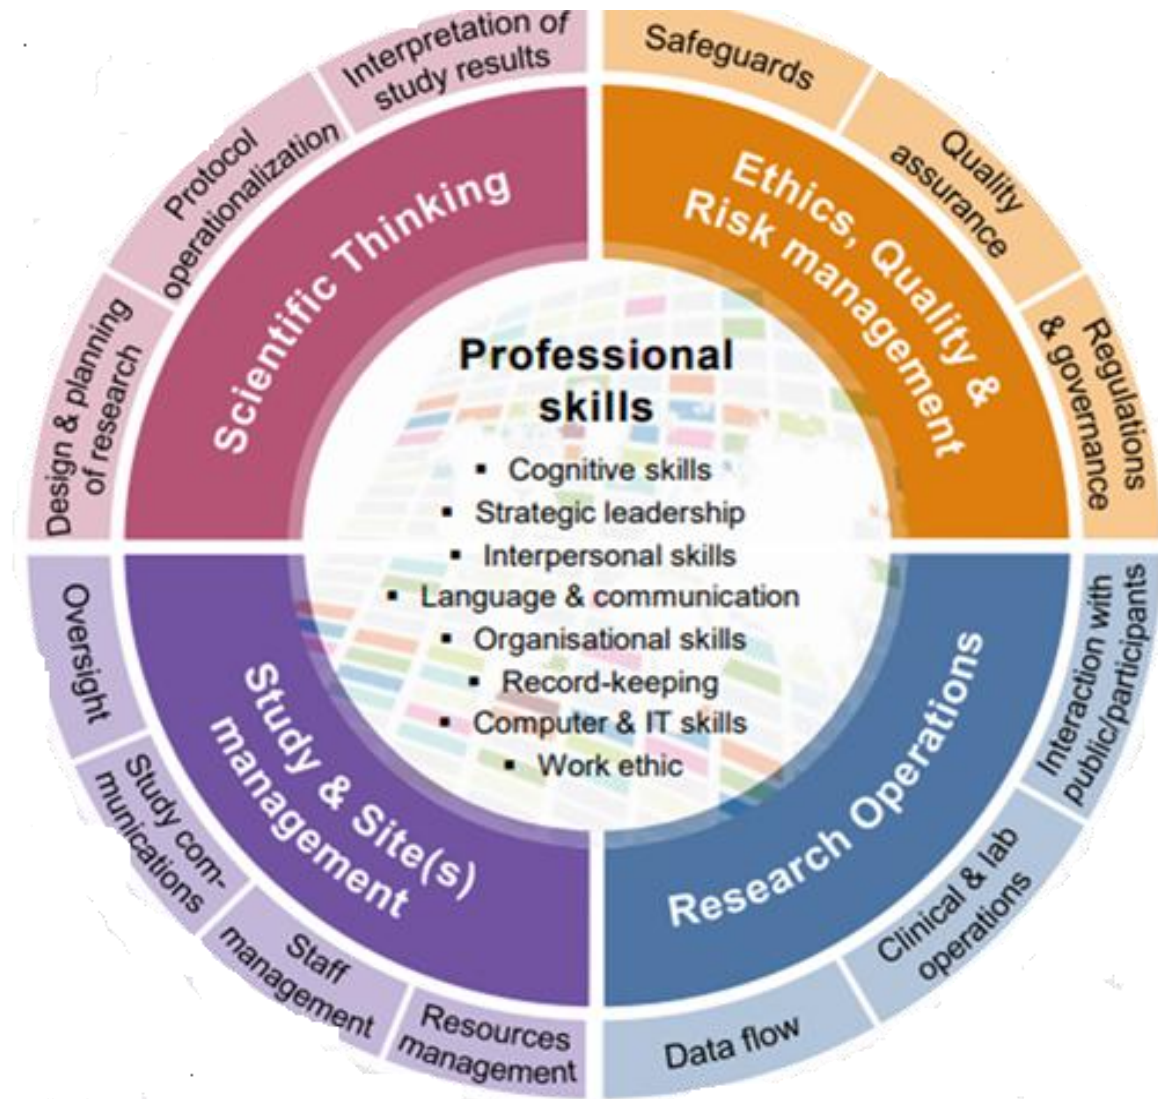 Interpretation of
study results
Protocol
operationalization
Design & planning
of research
Scientific Thinking
Safeguards
Quality
assurance
Regulations
& governance
Ethics, Quality &
Risk management
Professional
skills
▪ Cognitive skills
▪ Strategic leadership
▪ Interpersonal skills
▪ Language & communication
▪ Organisational skills
▪ Record-keeping
▪ Computer & IT skills
▪ Work ethic
Oversight
Study com-
munications
Staff
management
Resources
management
Study & Site(s)
management
Interaction with
public/participants
Clinical & lab
operations
Data flow
Research Operations